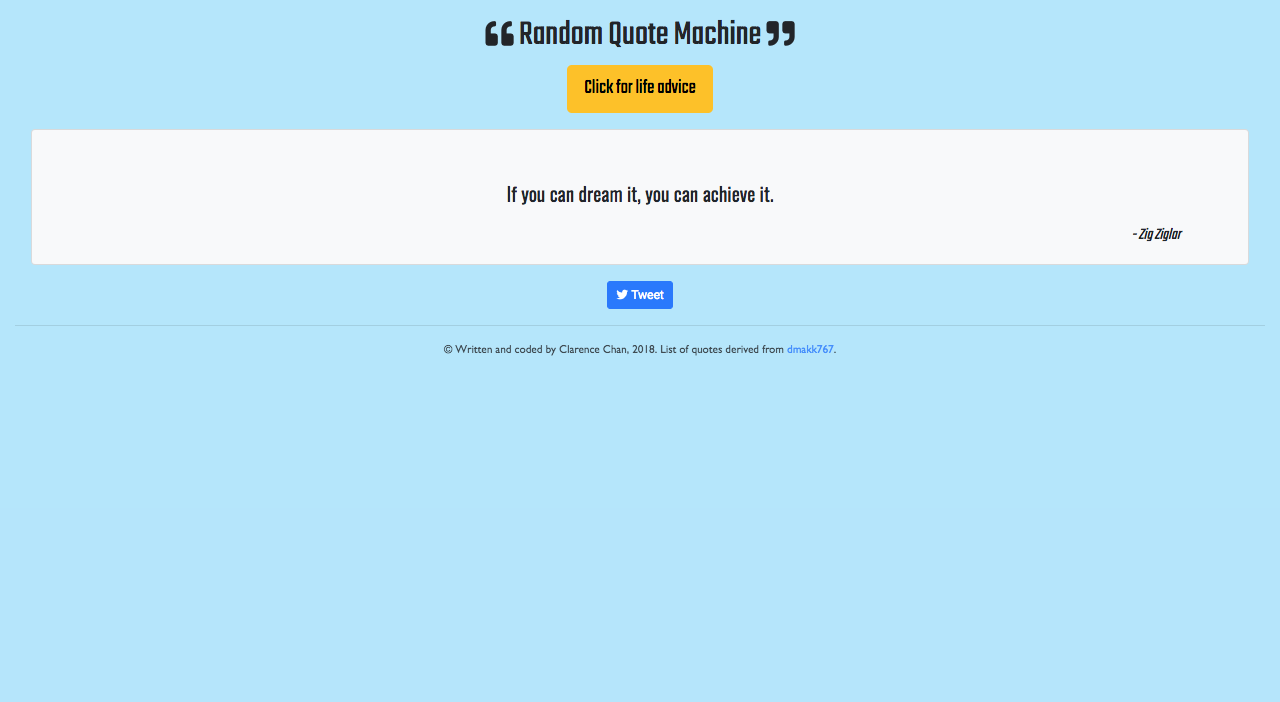 ❝ Random Quote Machine ❞
Click for life advice
If you can dream it, you can achieve it.
- Zig Ziglar
Tweet
© Written and coded by Clarence Chan, 2018. List of quotes derived from dmakk767.